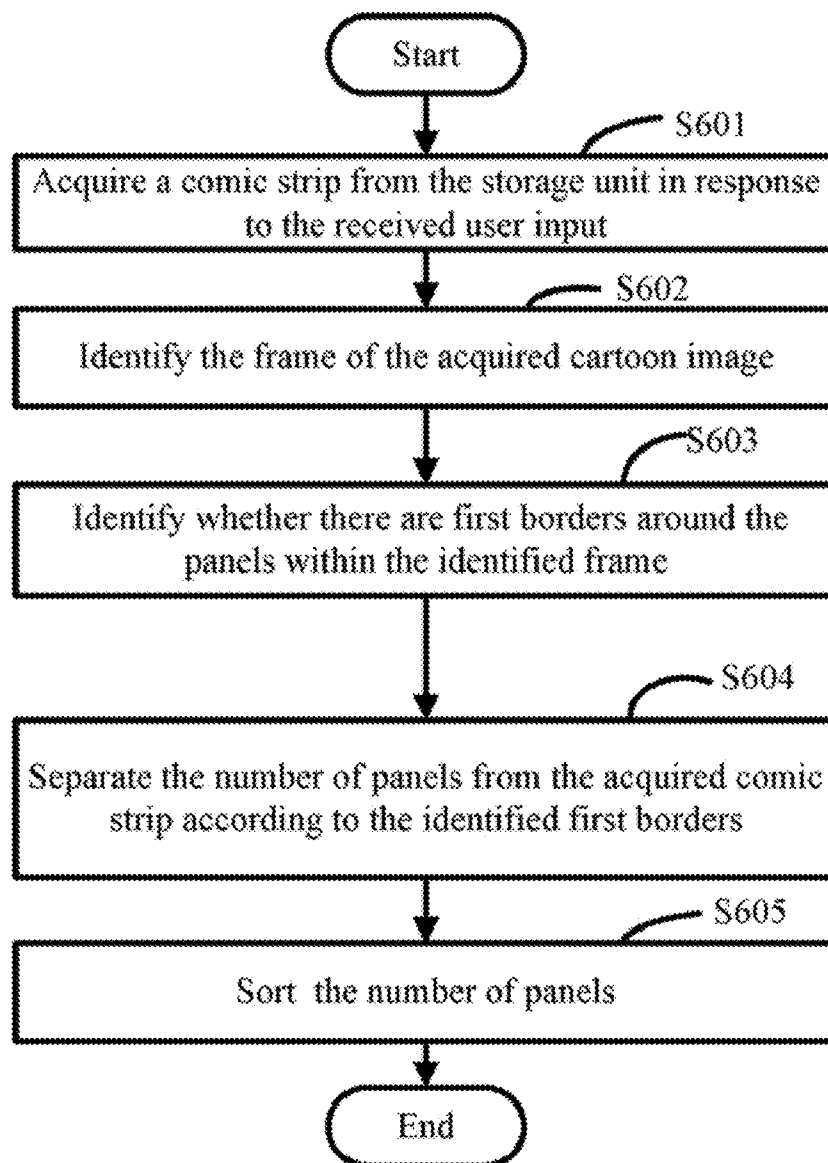 Start
S601
Acquire a comic strip from the storage unit in response
to the received user input
S602
Identify the frame of the acquired cartoon image
S603
Identify whether there are first borders around the
panels within the identified frame
S604
Separate the number of panels from the acquired comic
strip according to the identified first borders
S605
Sort the number of panels
End